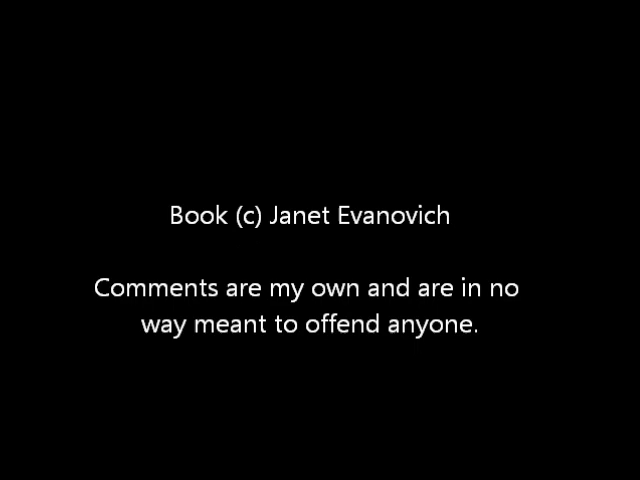 Book (c) Janet Evanovich
Comments are my own and are in no
way meant to offend anyone.